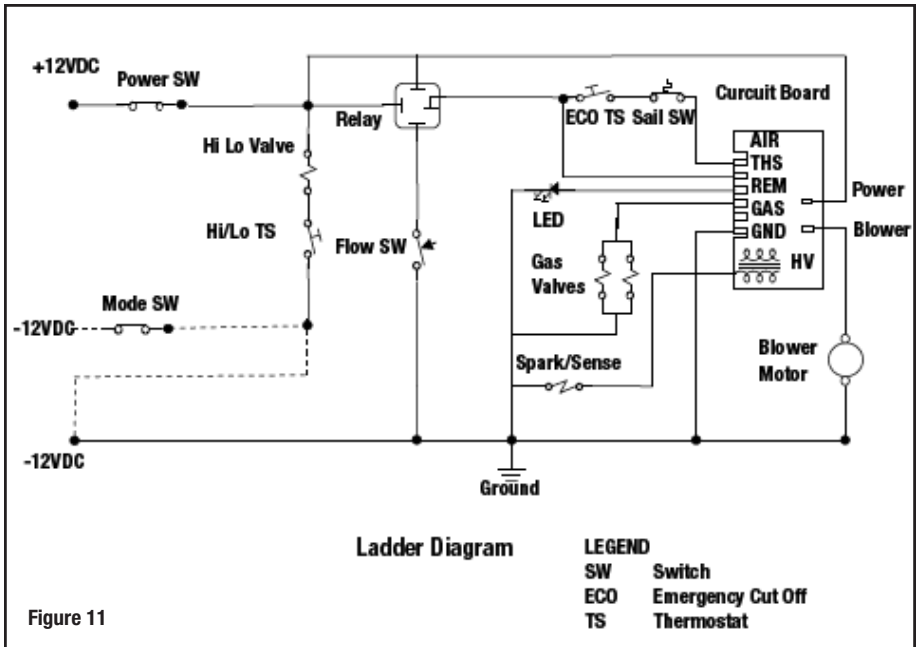 +12VDC
Power SW
Relay
ECO TS Sail SW
Curcuit Board
Hi Lo Valve
AIR
THS
REM
GAS
GND
HV
Power
Blower
LED
Hi/Lo TS
Flow SW
Gas
Valves
Mode SW
-12VDC
Spark/Sense
Blower
Motor
-12VDC
Ground
Ladder Diagram
LEGEND
SW Switch
ECO Emergency Cut Off
TS Thermostat
Figure 11